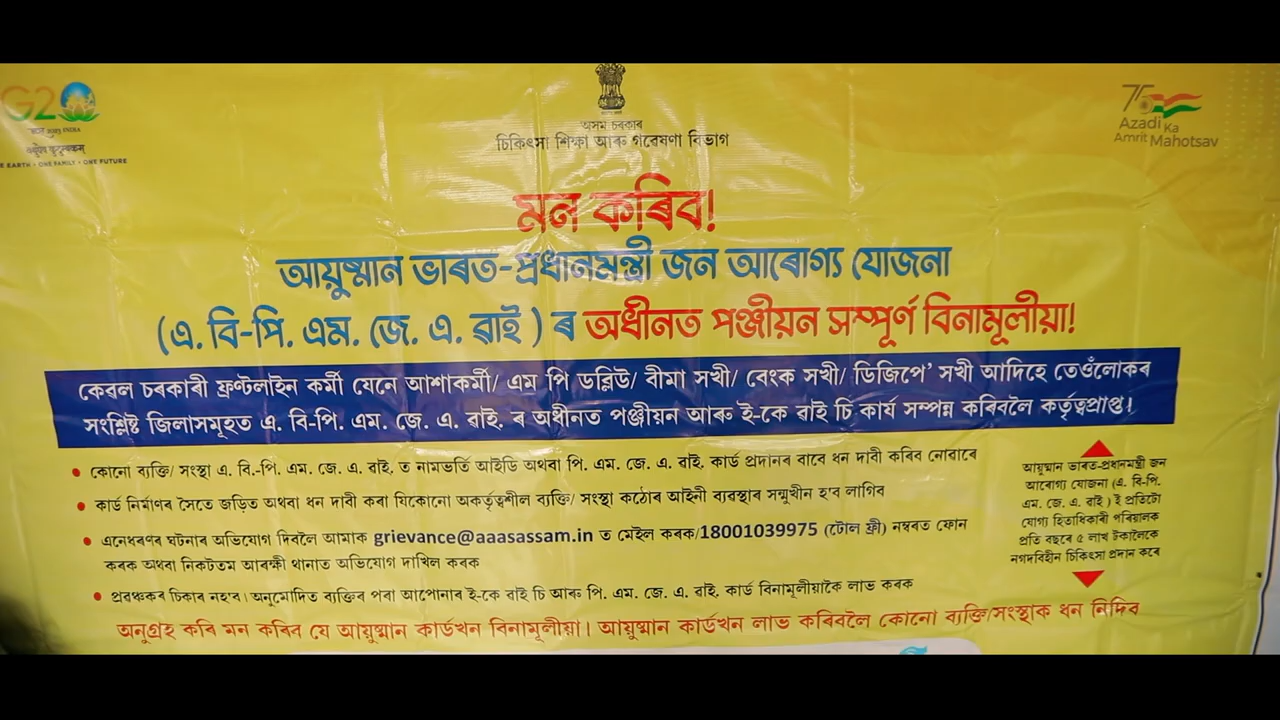 G20
ONE EARTH • ONE FAMILY • ONE FUTURE
75
Azadi Ka
Amrit Mahotsav
অসম চৰকাৰ
চিকিৎসা শিক্ষা আৰু গৱেষণা বিভাগ
মন কৰিব!
আয়ুষ্মান ভাৰত-প্ৰধানমন্ত্ৰী জন আৰোগ্য যোজনা
(এ. বি-পি. এম. জে. এ. ৱাই ) ৰ অধীনত পঞ্জীয়ন সম্পূৰ্ণ বিনামূলীয়া!
কেৱল চৰকাৰী ফ্ৰণ্টলাইন কৰ্মী যেনে আশাকৰ্মী/ এম পি ডব্লিউ/ বীমা সখী/ বেংক সখী/ ডিজিপে' সখী আদিহে তেওঁলোকৰ
সংশ্লিষ্ট জিলাসমূহত এ. বি-পি. এম. জে. এ. ৱাই. ৰ অধীনত পঞ্জীয়ন আৰু ই-কে ৱাই চি কাৰ্য সম্পন্ন কৰিবলৈ কৰ্তৃত্বপ্ৰাপ্ত।
• কোনো ব্যক্তি/ সংস্থা এ. বি.-পি. এম. জে. এ. ৱাই. ত নামভৰ্তি আইডি অথবা পি. এম. জে. এ. ৱাই. কাৰ্ড প্ৰদানৰ বাবে ধন দাবী কৰিব নোৱাৰে
• কাৰ্ড নিৰ্মাণৰ সৈতে জড়িত অথবা ধন দাবী কৰা যিকোনো অকৰ্তৃত্বশীল ব্যক্তি/ সংস্থা কঠোৰ আইনী ব্যৱস্থাৰ সন্মুখীন হ'ব লাগিব
• এনেধৰণৰ ঘটনাৰ অভিযোগ দিবলৈ আমাক grievance@aaasassam.in ত মেইল কৰক/18001039975 (টোল ফ্ৰী) নম্বৰত ফোন
কৰক অথবা নিকটতম আৰক্ষী থানাত অভিযোগ দাখিল কৰক
• প্ৰৱঞ্চকৰ চিকাৰ নহ'ব। অনুমোদিত ব্যক্তিৰ পৰা আপোনাৰ ই-কে ৱাই চি আৰু পি. এম. জে. এ. ৱাই. কাৰ্ড বিনামূলীয়াকৈ লাভ কৰক
আয়ুষ্মান ভাৰত-প্ৰধানমন্ত্ৰী জন
আৰোগ্য যোজনা (এ. বি-পি.
এম. জে. এ. ৱাই ) ই প্ৰতিটো
যোগ্য হিতাধিকাৰী পৰিয়ালক
প্ৰতি বছৰে ৫ লাখ টকালৈকে
নগদবিহীন চিকিৎসা প্ৰদান কৰে
অনুগ্ৰহ কৰি মন কৰিব যে আয়ুষ্মান কাৰ্ডখন বিনামূলীয়া। আয়ুষ্মান কাৰ্ডখন লাভ কৰিবলৈ কোনো ব্যক্তি/সংস্থাক ধন নিদিব